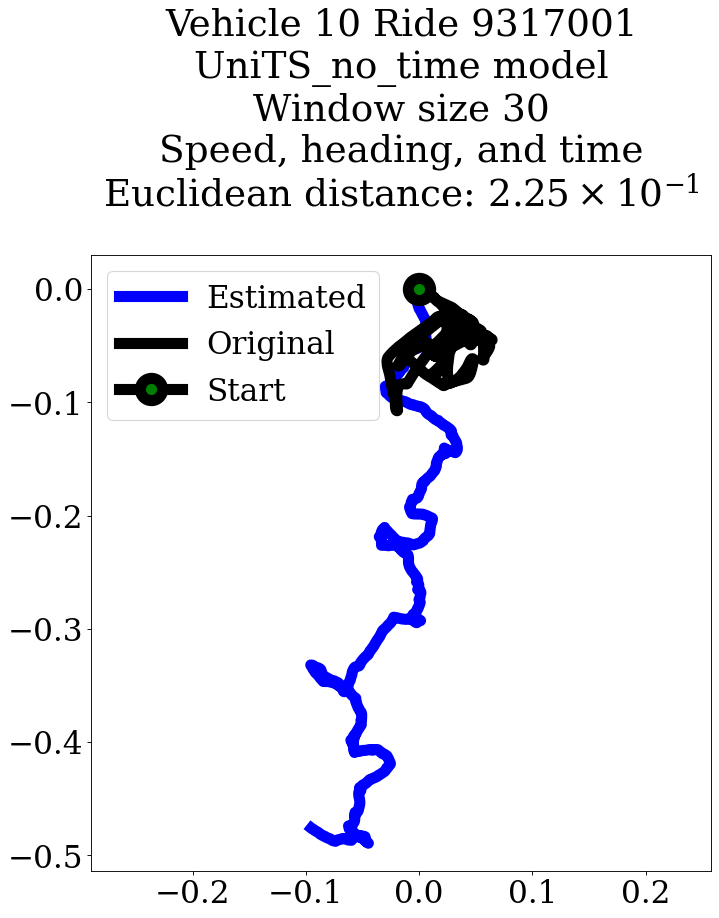 Vehicle 10 Ride 9317001
UniTS_no_time model
Window size 30
Speed, heading, and time
Euclidean distance: 2.25 × 10⁻¹
Estimated
Original
Start
0.0
−0.1
−0.2
−0.3
−0.4
−0.5
−0.2 −0.1 0.0 0.1 0.2